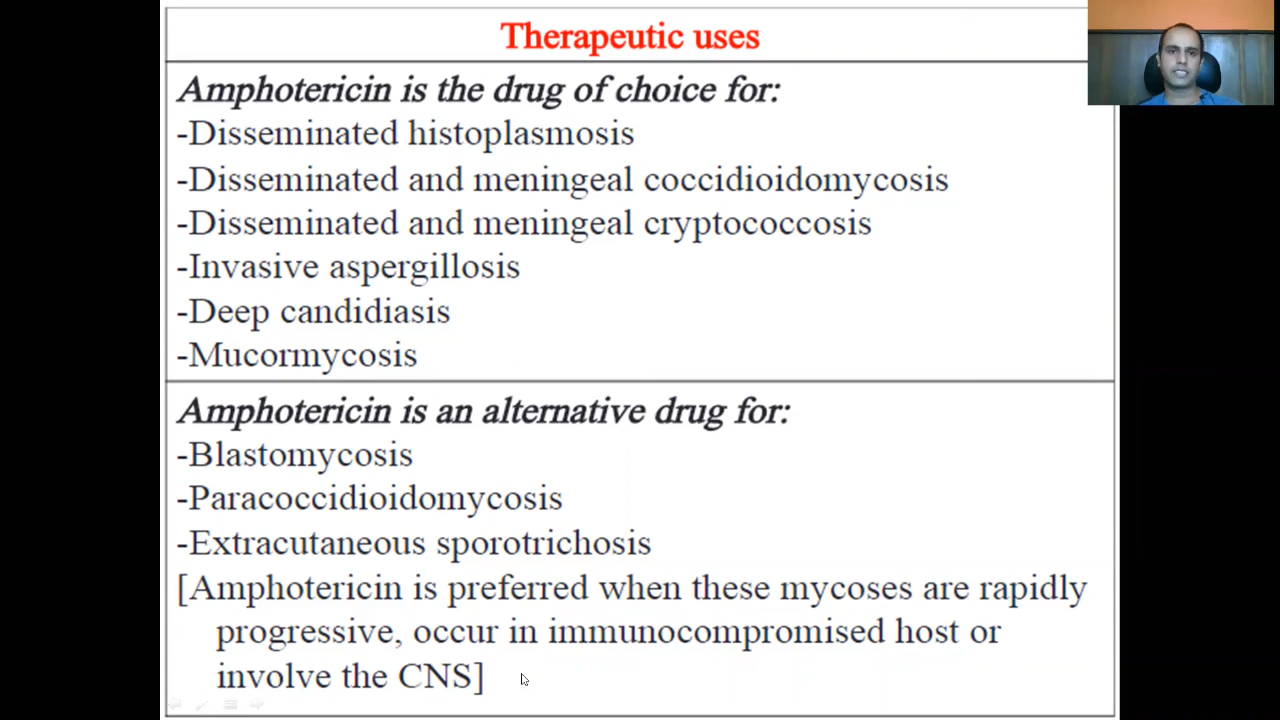 Therapeutic uses
Amphotericin is the drug of choice for:
-Disseminated histoplasmosis
-Disseminated and meningeal coccidioidomycosis
-Disseminated and meningeal cryptococcosis
-Invasive aspergillosis
-Deep candidiasis
-Mucormycosis
Amphotericin is an alternative drug for:
-Blastomycosis
-Paracoccidioidomycosis
-Extracutaneous sporotrichosis
[Amphotericin is preferred when these mycoses are rapidly
progressive, occur in immunocompromised host or
involve the CNS]